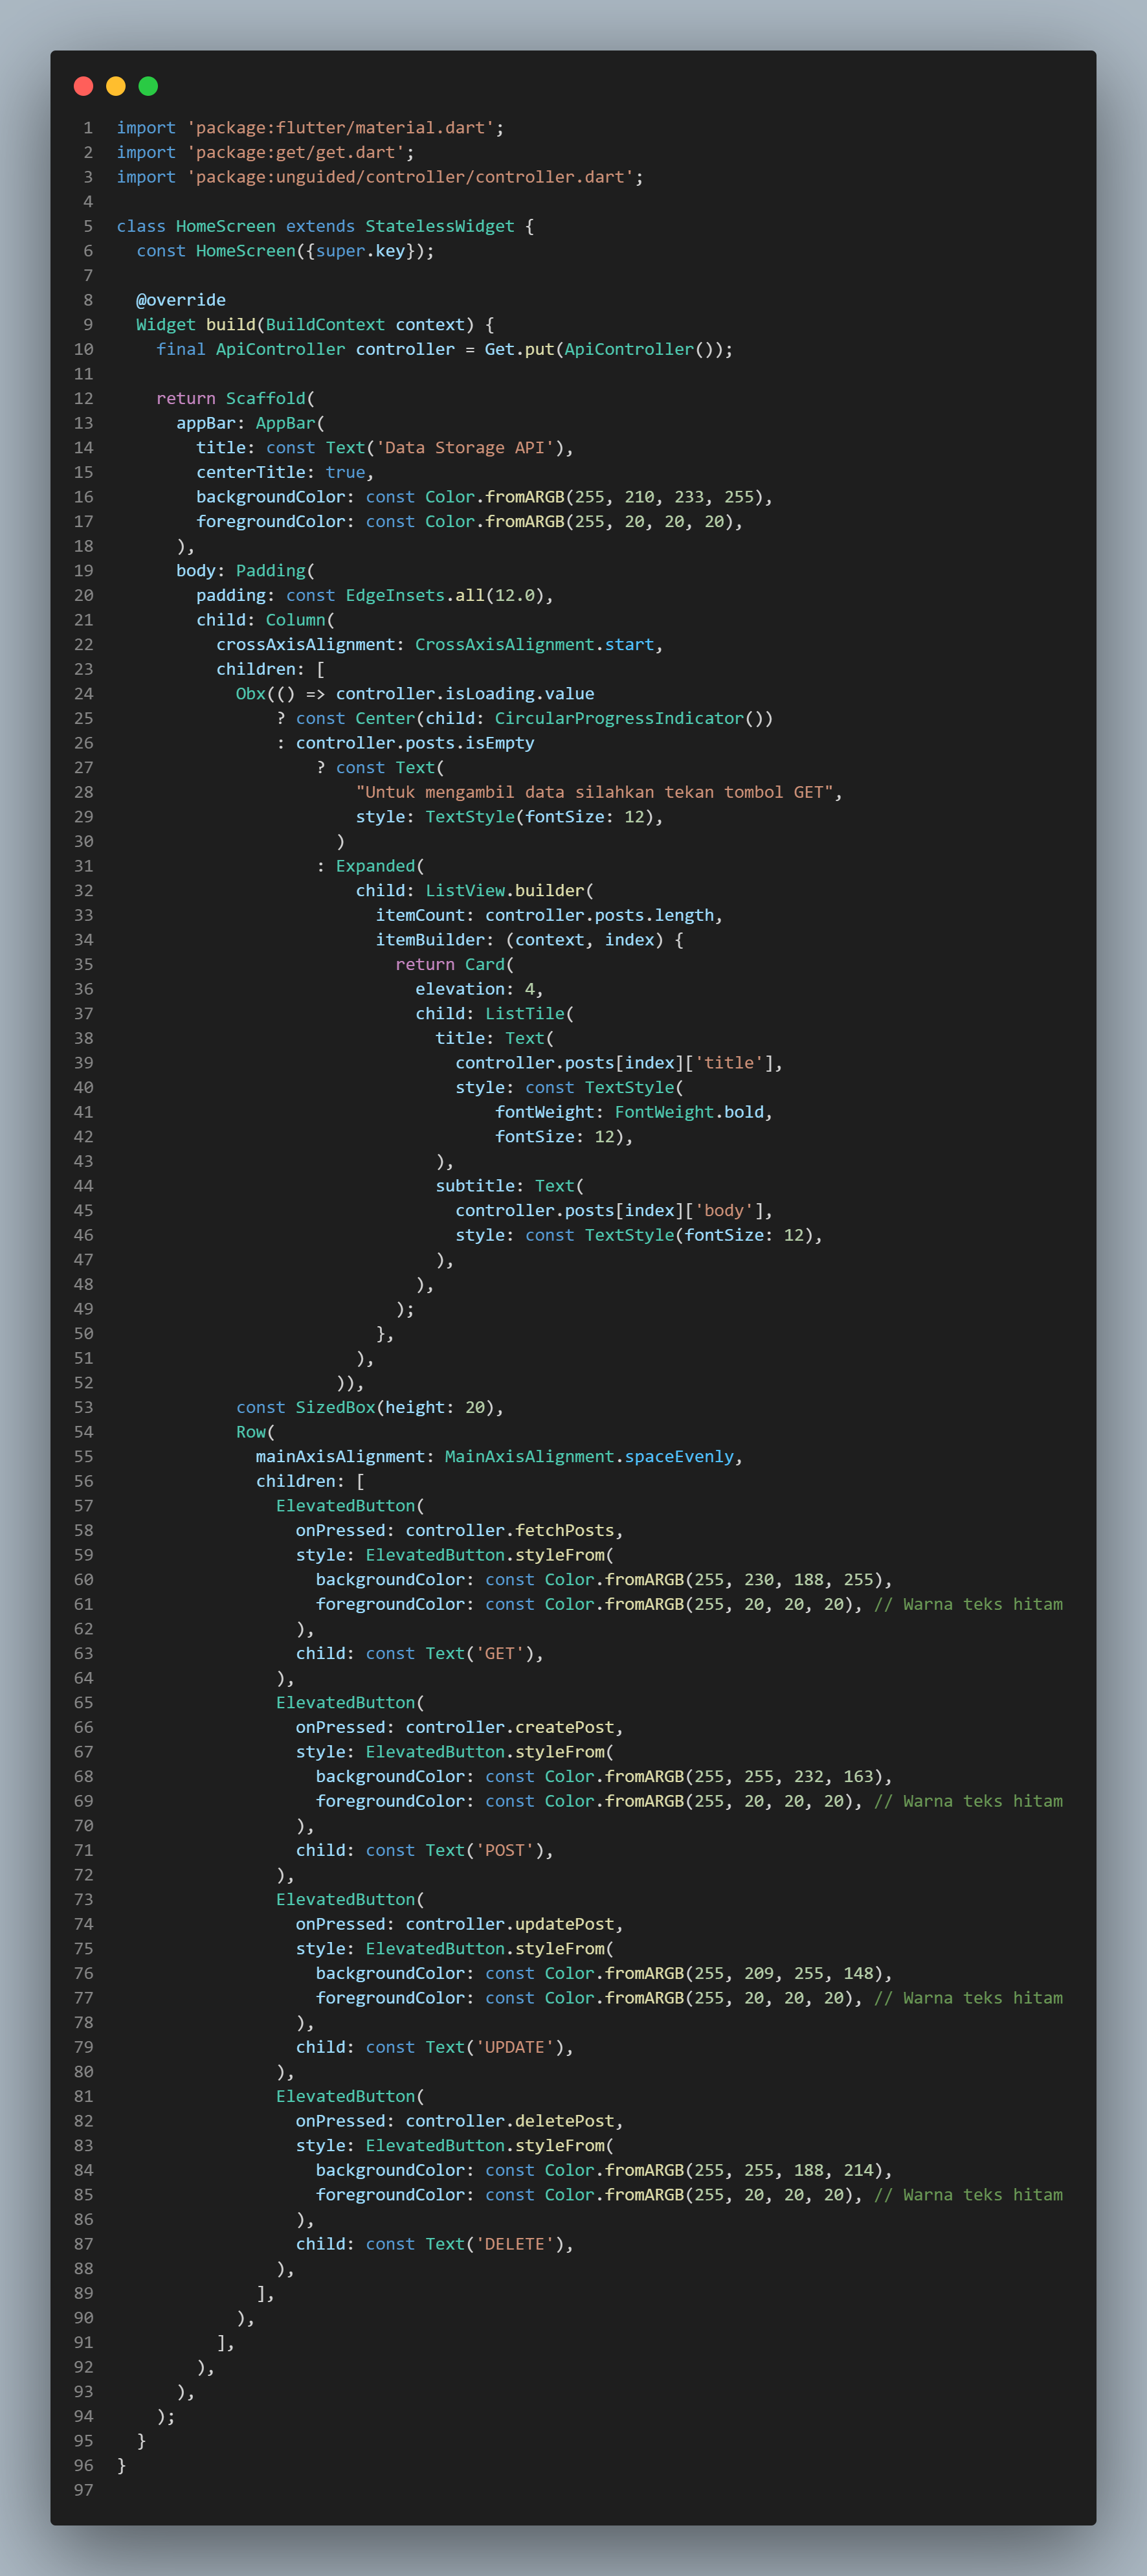 1 import 'package:flutter/material.dart';
2 import 'package:get/get.dart';
3 import 'package:unguided/controller/controller.dart';
4
5 class HomeScreen extends StatelessWidget {
6   const HomeScreen({super.key});
7
8   @override
9   Widget build(BuildContext context) {
10     final ApiController controller = Get.put(ApiController());
11
12     return Scaffold(
13       appBar: AppBar(
14         title: const Text('Data Storage API'),
15         centerTitle: true,
16         backgroundColor: const Color.fromARGB(255, 210, 233, 255),
17         foregroundColor: const Color.fromARGB(255, 20, 20, 20),
18       ),
19       body: Padding(
20         padding: const EdgeInsets.all(12.0),
21         child: Column(
22           crossAxisAlignment: CrossAxisAlignment.start,
23           children: [
24             Obx(() => controller.isLoading.value
25                 ? const Center(child: CircularProgressIndicator())
26                 : controller.posts.isEmpty
27                     ? const Text(
28                         "Untuk mengambil data silahkan tekan tombol GET",
29                         style: TextStyle(fontSize: 12),
30                       )
31                     : Expanded(
32                         child: ListView.builder(
33                           itemCount: controller.posts.length,
34                           itemBuilder: (context, index) {
35                             return Card(
36                               elevation: 4,
37                               child: ListTile(
38                                 title: Text(
39                                   controller.posts[index]['title'],
40                                   style: const TextStyle(
41                                       fontWeight: FontWeight.bold,
42                                       fontSize: 12),
43                                 ),
44                                 subtitle: Text(
45                                   controller.posts[index]['body'],
46                                   style: const TextStyle(fontSize: 12),
47                                 ),
48                               ),
49                             );
50                           },
51                         ),
52                       )),
53             const SizedBox(height: 20),
54             Row(
55               mainAxisAlignment: MainAxisAlignment.spaceEvenly,
56               children: [
57                 ElevatedButton(
58                   onPressed: controller.fetchPosts,
59                   style: ElevatedButton.styleFrom(
60                     backgroundColor: const Color.fromARGB(255, 230, 188, 255),
61                     foregroundColor: const Color.fromARGB(255, 20, 20, 20), // Warna teks hitam
62                   ),
63                   child: const Text('GET'),
64                 ),
65                 ElevatedButton(
66                   onPressed: controller.createPost,
67                   style: ElevatedButton.styleFrom(
68                     backgroundColor: const Color.fromARGB(255, 255, 232, 163),
69                     foregroundColor: const Color.fromARGB(255, 20, 20, 20), // Warna teks hitam
70                   ),
71                   child: const Text('POST'),
72                 ),
73                 ElevatedButton(
74                   onPressed: controller.updatePost,
75                   style: ElevatedButton.styleFrom(
76                     backgroundColor: const Color.fromARGB(255, 209, 255, 148),
77                     foregroundColor: const Color.fromARGB(255, 20, 20, 20), // Warna teks hitam
78                   ),
79                   child: const Text('UPDATE'),
80                 ),
81                 ElevatedButton(
82                   onPressed: controller.deletePost,
83                   style: ElevatedButton.styleFrom(
84                     backgroundColor: const Color.fromARGB(255, 255, 188, 214),
85                     foregroundColor: const Color.fromARGB(255, 20, 20, 20), // Warna teks hitam
86                   ),
87                   child: const Text('DELETE'),
88                 ),
89               ],
90             ),
91           ],
92         ),
93       ),
94     );
95   }
96 }
97